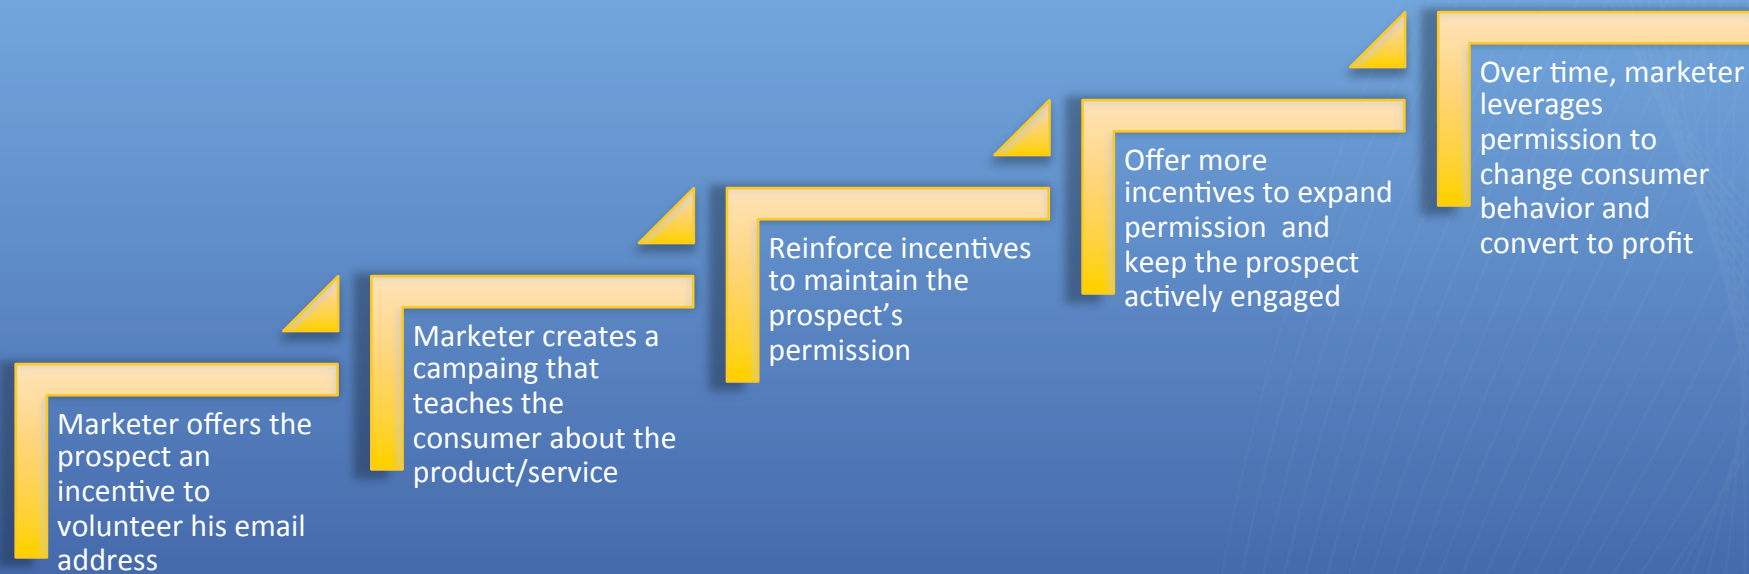 Marketer offers the
prospect an
incentive to
volunteer his email
address
Marketer creates a
campaing that
teaches the
consumer about the
product/service
Reinforce incentives
to maintain the
prospect’s
permission
Offer more
incentives to expand
permission  and
keep the prospect
actively engaged
Over time, marketer
leverages
permission to
change consumer
behavior and
convert to profit